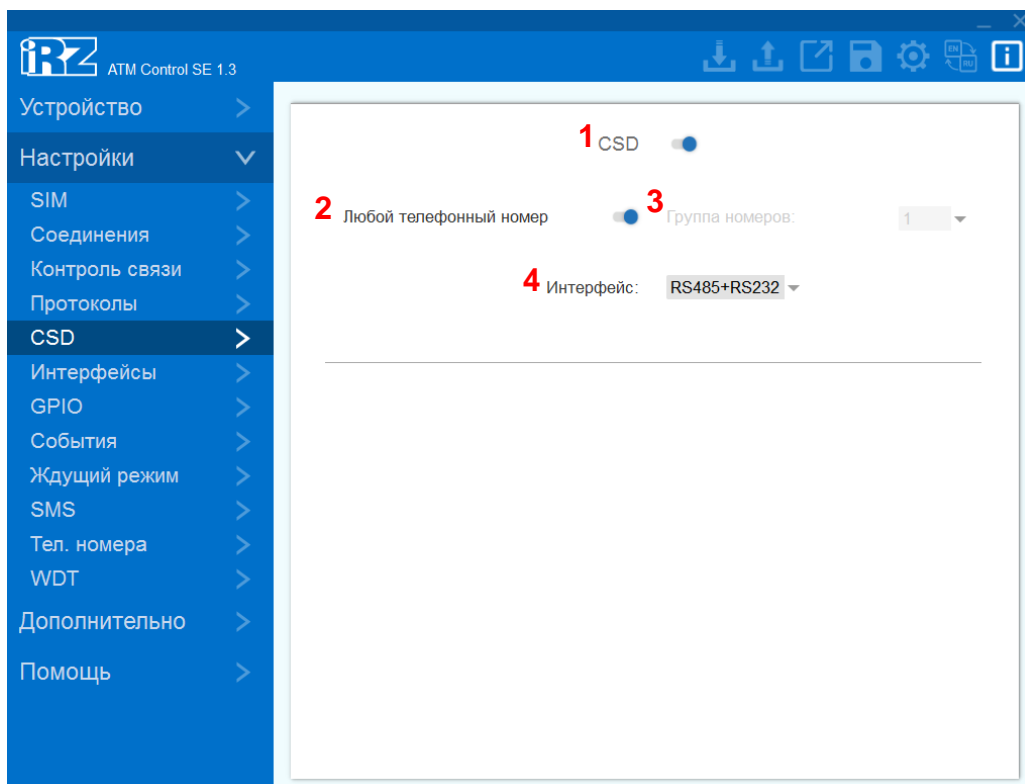 iRZ ATM Control SE 1.3
EN
RU
Устройство
Настройки
SIM
Соединения
Контроль связи
Протоколы
CSD
Интерфейсы
GPIO
События
Ждущий режим
SMS
Тел. номера
WDT
Дополнительно
Помощь
1 CSD
2 Любой телефонный номер 3 Группа номеров: 1
4 Интерфейс: RS485+RS232